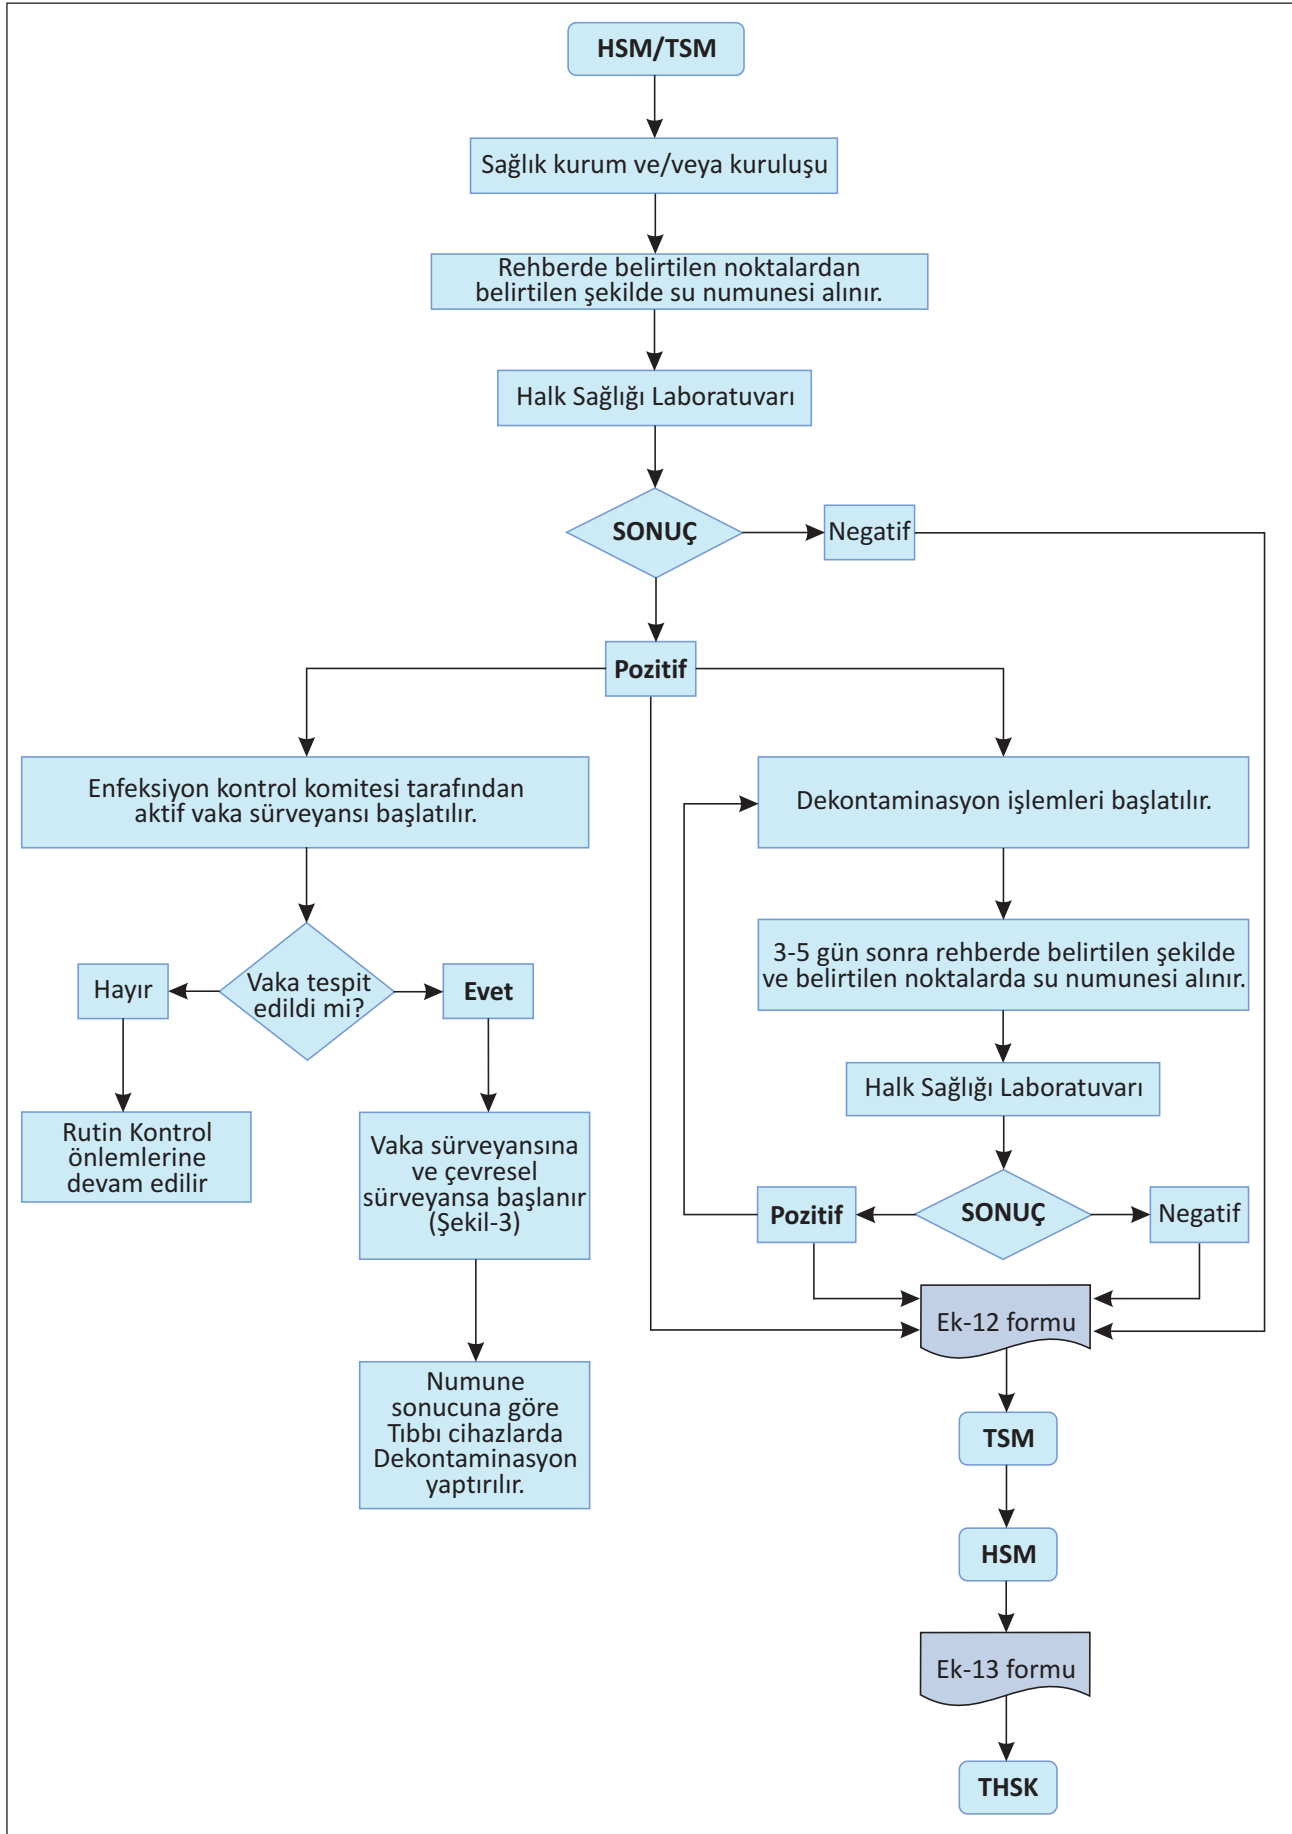 HSM/TSM
Sağlık kurum ve/veya kuruluşu
Rehberde belirtilen noktalardan
belirtilen şekilde su numunesi alınır.
Halk Sağlığı Laboratuvarı
SONUÇ
Negatif
Pozitif
Enfeksiyon kontrol komitesi tarafından
aktif vaka sürveyansı başlatılır.
Vaka tespit
edildi mi?
Hayır
Evet
Rutin Kontrol
önlemlerine
devam edilir
Vaka sürveyansına
ve çevresel
sürveyansa başlanır
(Şekil-3)
Numune
sonucuna göre
Tıbbı cihazlarda
Dekontaminasyon
yaptırılır.
Dekontaminasyon işlemleri başlatılır.
3-5 gün sonra rehberde belirtilen şekilde
ve belirtilen noktalarda su numunesi alınır.
Halk Sağlığı Laboratuvarı
Pozitif
SONUÇ
Negatif
Ek-12 formu
TSM
HSM
Ek-13 formu
THSK